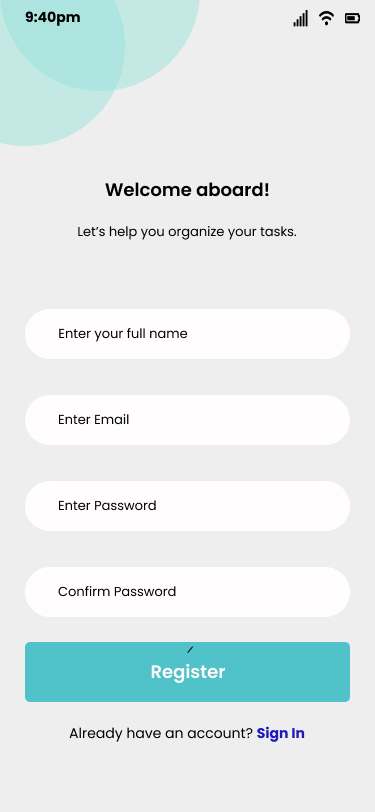 9:40pm
Welcome aboard!
Let’s help you organize your tasks.
Enter your full name
Enter Email
Enter Password
Confirm Password
Register
Already have an account? Sign In